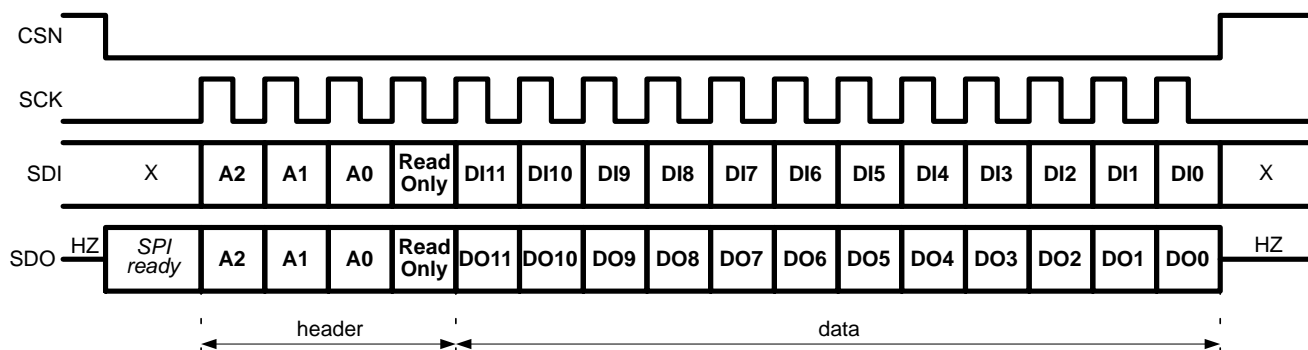 CSN
SCK
SDI X A2 A1 A0 Read Only DI11 DI10 DI9 DI8 DI7 DI6 DI5 DI4 DI3 DI2 DI1 DI0 X
SDO HZ SPI ready A2 A1 A0 Read Only DO11 DO10 DO9 DO8 DO7 DO6 DO5 DO4 DO3 DO2 DO1 DO0 HZ
header data